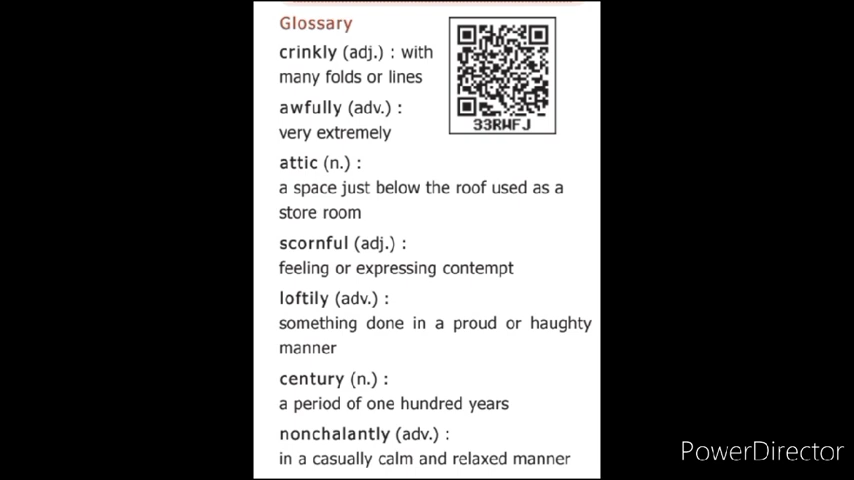 Glossary
crinkly (adj.) : with
many folds or lines
awfully (adv.) :
very extremely
33RWFJ
attic (n.) :
a space just below the roof used as a
store room
scornful (adj.) :
feeling or expressing contempt
loftily (adv.) :
something done in a proud or haughty
manner
century (n.) :
a period of one hundred years
nonchalantly (adv.) :
in a casually calm and relaxed manner
PowerDirector